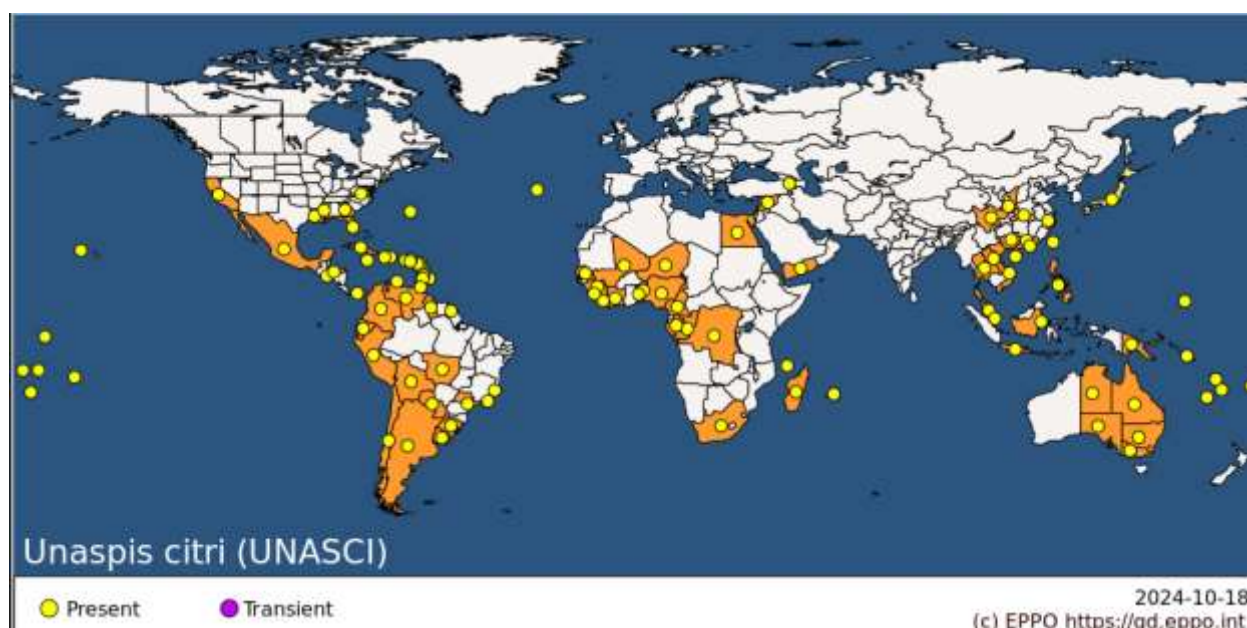 Unaspis citri (UNASCI)
Present
Transient
2024-10-18
(c) EPPO https://gd.eppo.int